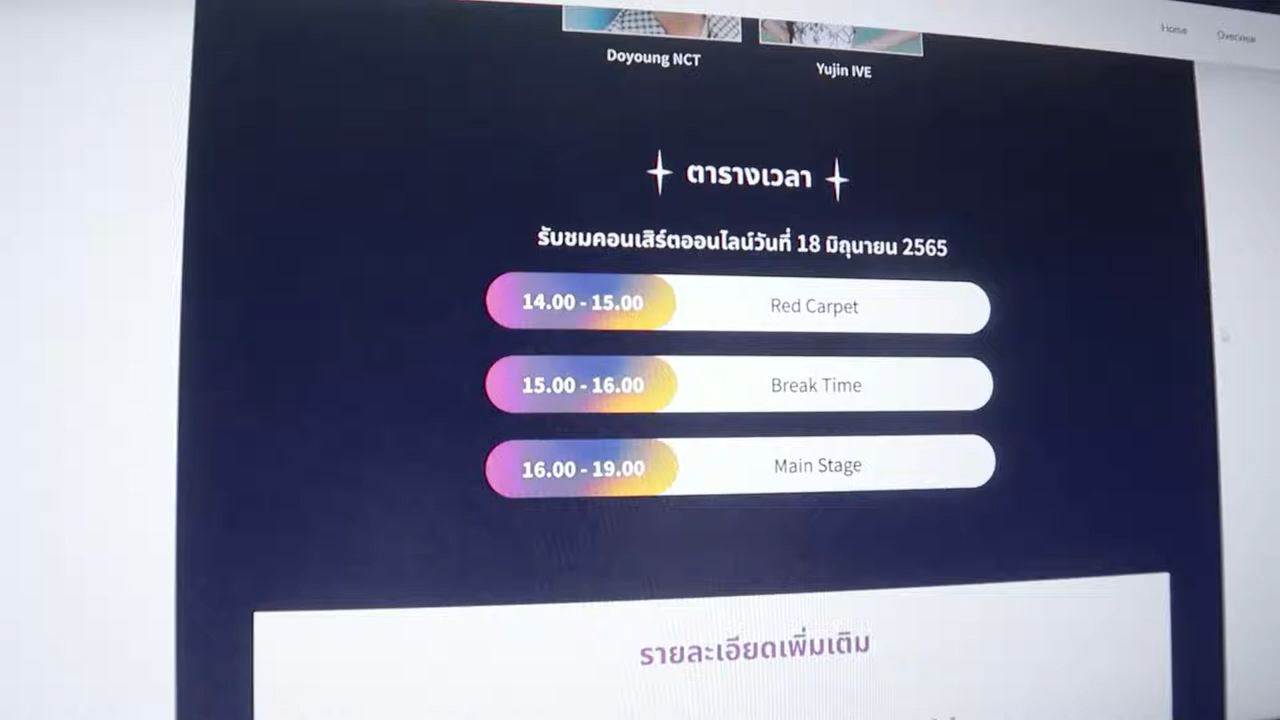 Home Overview
Doyoung NCT
Yujin IVE
ตารางเวลา
รับชมคอนเสิร์ตออนไลน์วันที่ 18 มิถุนายน 2565
14.00 - 15.00 Red Carpet
15.00 - 16.00 Break Time
16.00 - 19.00 Main Stage
รายละเอียดเพิ่มเติม